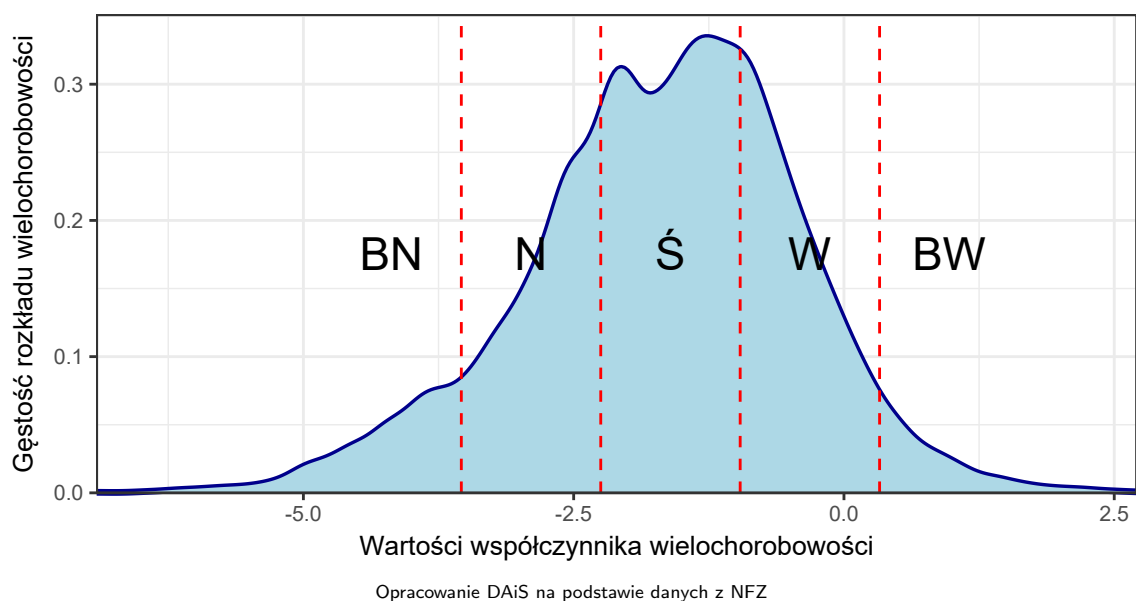 Gęstość rozkładu wielochorobowości
0.3
0.2
0.1
0.0
BN N Ś W BW
-5.0 -2.5 0.0 2.5
Wartości współczynnika wielochorobowości
Opracowanie DAiS na podstawie danych z NFZ